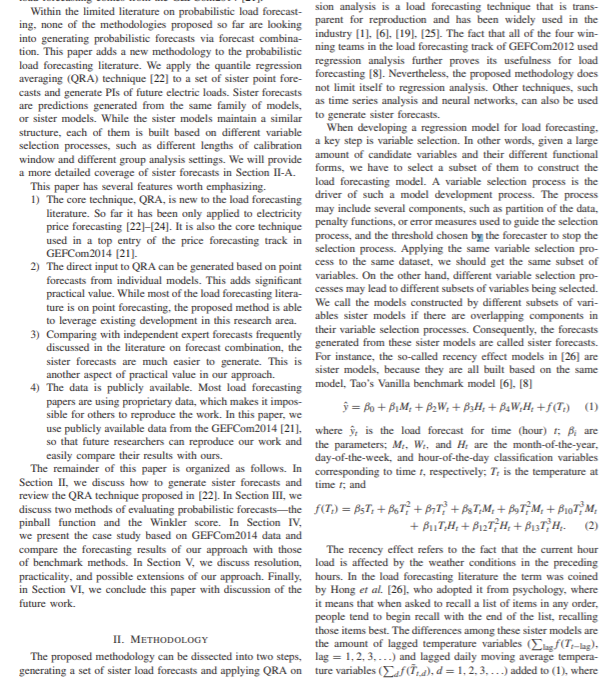 Within the limited literature on probabilistic load forecast-
ing, none of the methodologies proposed so far are looking
into generating probabilistic forecasts via forecast combina-
tion. This paper adds a new methodology to the probabilistic
load forecasting literature. We apply the quantile regression
averaging (QRA) technique [22] to a set of sister point fore-
casts and generate PIs of future electric loads. Sister forecasts
are predictions generated from the same family of models,
or sister models. While the sister models maintain a similar
structure, each of them is built based on different variable
selection processes, such as different lengths of calibration
window and different group analysis settings. We will provide
a more detailed coverage of sister forecasts in Section II-A.
This paper has several features worth emphasizing.
1) The core technique, QRA, is new to the load forecasting
literature. So far it has been only applied to electricity
price forecasting [22]–[24]. It is also the core technique
used in a top entry of the price forecasting track in
GEFCom2014 [21].
2) The direct input to QRA can be generated based on point
forecasts from individual models. This adds significant
practical value. While most of the load forecasting litera-
ture is on point forecasting, the proposed method is able
to leverage existing development in this research area.
3) Comparing with independent expert forecasts frequently
discussed in the literature on forecast combination, the
sister forecasts are much easier to generate. This is
another aspect of practical value in our approach.
4) The data is publicly available. Most load forecasting
papers are using proprietary data, which makes it impos-
sible for others to reproduce the work. In this paper, we
use publicly available data from the GEFCom2014 [21],
so that future researchers can reproduce our work and
easily compare their results with ours.
The remainder of this paper is organized as follows. In
Section II, we discuss how to generate sister forecasts and
review the QRA technique proposed in [22]. In Section III, we
discuss two methods of evaluating probabilistic forecasts—the
pinball function and the Winkler score. In Section IV,
we present the case study based on GEFCom2014 data and
compare the forecasting results of our approach with those
of benchmark methods. In Section V, we discuss resolution,
practicality, and possible extensions of our approach. Finally,
in Section VI, we conclude this paper with discussion of the
future work.
II. METHODOLOGY
The proposed methodology can be dissected into two steps,
generating a set of sister load forecasts and applying QRA on
sion analysis is a load forecasting technique that is trans-
parent for reproduction and has been widely used in the
industry [1], [6], [19], [25]. The fact that all of the four win-
ning teams in the load forecasting track of GEFCom2012 used
regression analysis further proves its usefulness for load
forecasting [8]. Nevertheless, the proposed methodology does
not limit itself to regression analysis. Other techniques, such
as time series analysis and neural networks, can also be used
to generate sister forecasts.
When developing a regression model for load forecasting,
a key step is variable selection. In other words, given a large
amount of candidate variables and their different functional
forms, we have to select a subset of them to construct the
load forecasting model. A variable selection process is the
driver of such a model development process. The process
may include several components, such as partition of the data,
penalty functions, or error measures used to guide the selection
process, and the threshold chosen by the forecaster to stop the
selection process. Applying the same variable selection pro-
cess to the same dataset, we should get the same subset of
variables. On the other hand, different variable selection pro-
cesses may lead to different subsets of variables being selected.
We call the models constructed by different subsets of vari-
ables sister models if there are overlapping components in
their variable selection processes. Consequently, the forecasts
generated from these sister models are called sister forecasts.
For instance, the so-called recency effect models in [26] are
sister models, because they are all built based on the same
model, Tao's Vanilla benchmark model [6], [8]
ŷ = β₀ + β₁Mₜ + β₂Wₜ + β₃Hₜ + β₄WₜHₜ + f(Tₜ) (1)
where ŷₜ is the load forecast for time (hour) t; βᵢ are
the parameters; Mₜ, Wₜ, and Hₜ are the month-of-the-year,
day-of-the-week, and hour-of-the-day classification variables
corresponding to time t, respectively; Tₜ is the temperature at
time t; and
f(Tₜ) = β₅Tₜ + β₆Tₜ² + β₇Tₜ³ + β₈TₜMₜ + β₉Tₜ²Mₜ + β₁₀Tₜ³Mₜ
+ β₁₁TₜHₜ + β₁₂Tₜ²Hₜ + β₁₃Tₜ³Hₜ. (2)
The recency effect refers to the fact that the current hour
load is affected by the weather conditions in the preceding
hours. In the load forecasting literature the term was coined
by Hong et al. [26], who adopted it from psychology, where
it means that when asked to recall a list of items in any order,
people tend to begin recall with the end of the list, recalling
those items best. The differences among these sister models are
the amount of lagged temperature variables (∑lag f(Tₜ₋lag),
lag = 1, 2, 3, ...) and lagged daily moving average tempera-
ture variables (∑d f(T̃ₜ,d), d = 1, 2, 3, ...) added to (1), where